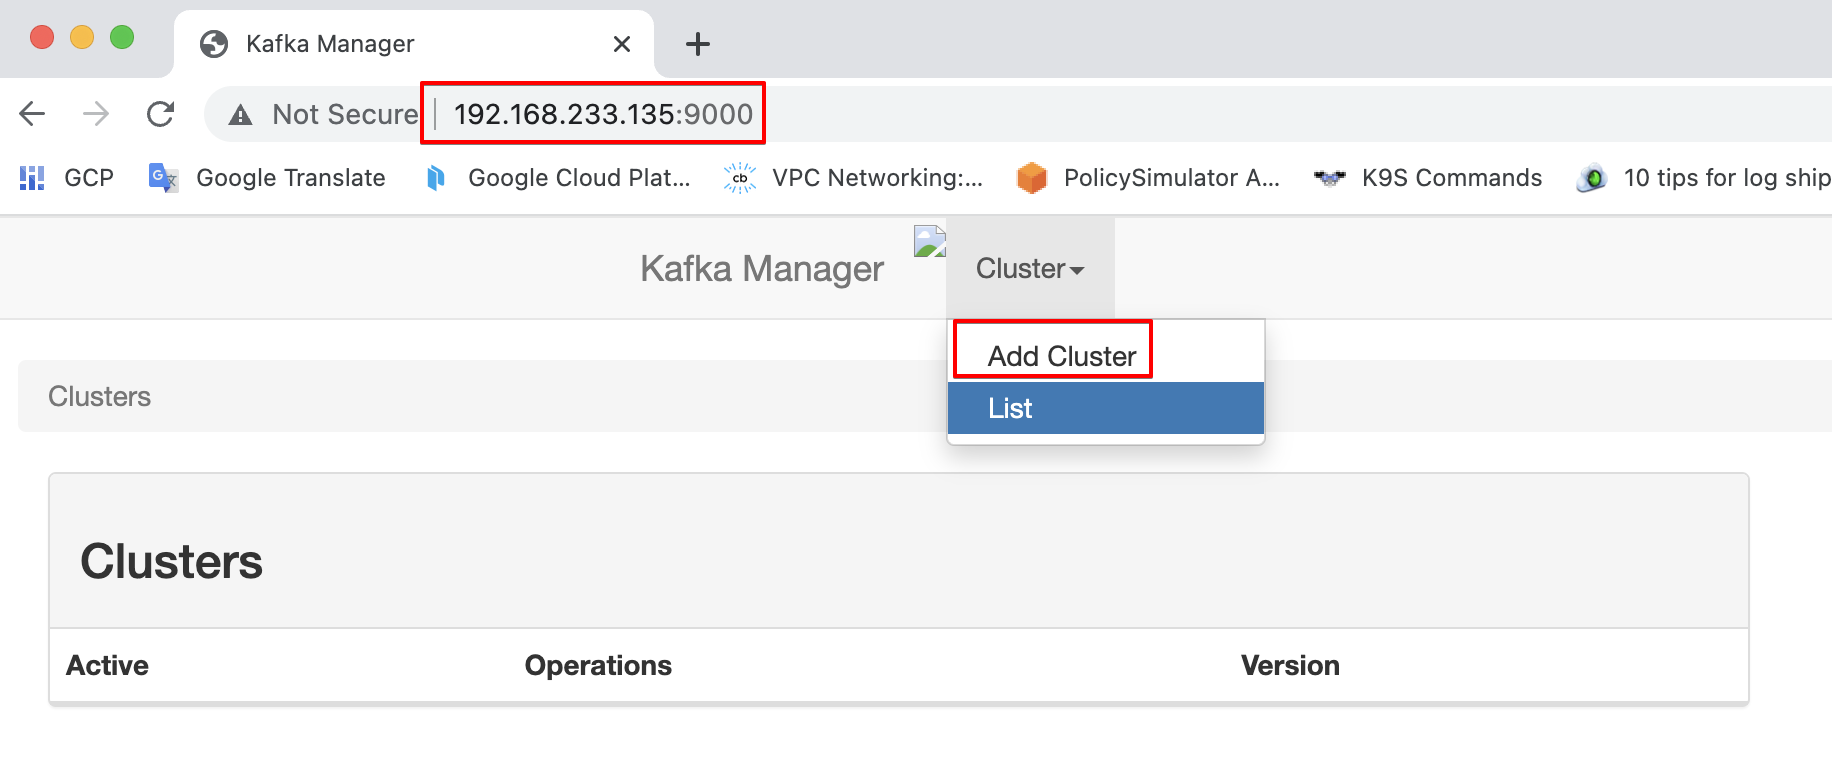 Kafka Manager
Not Secure 192.168.233.135:9000
GCP Google Translate Google Cloud Plat... cb VPC Networking:... PolicySimulator A... K9S Commands 10 tips for log ship
Kafka Manager Cluster
Add Cluster
List
Clusters
Clusters
Active Operations Version